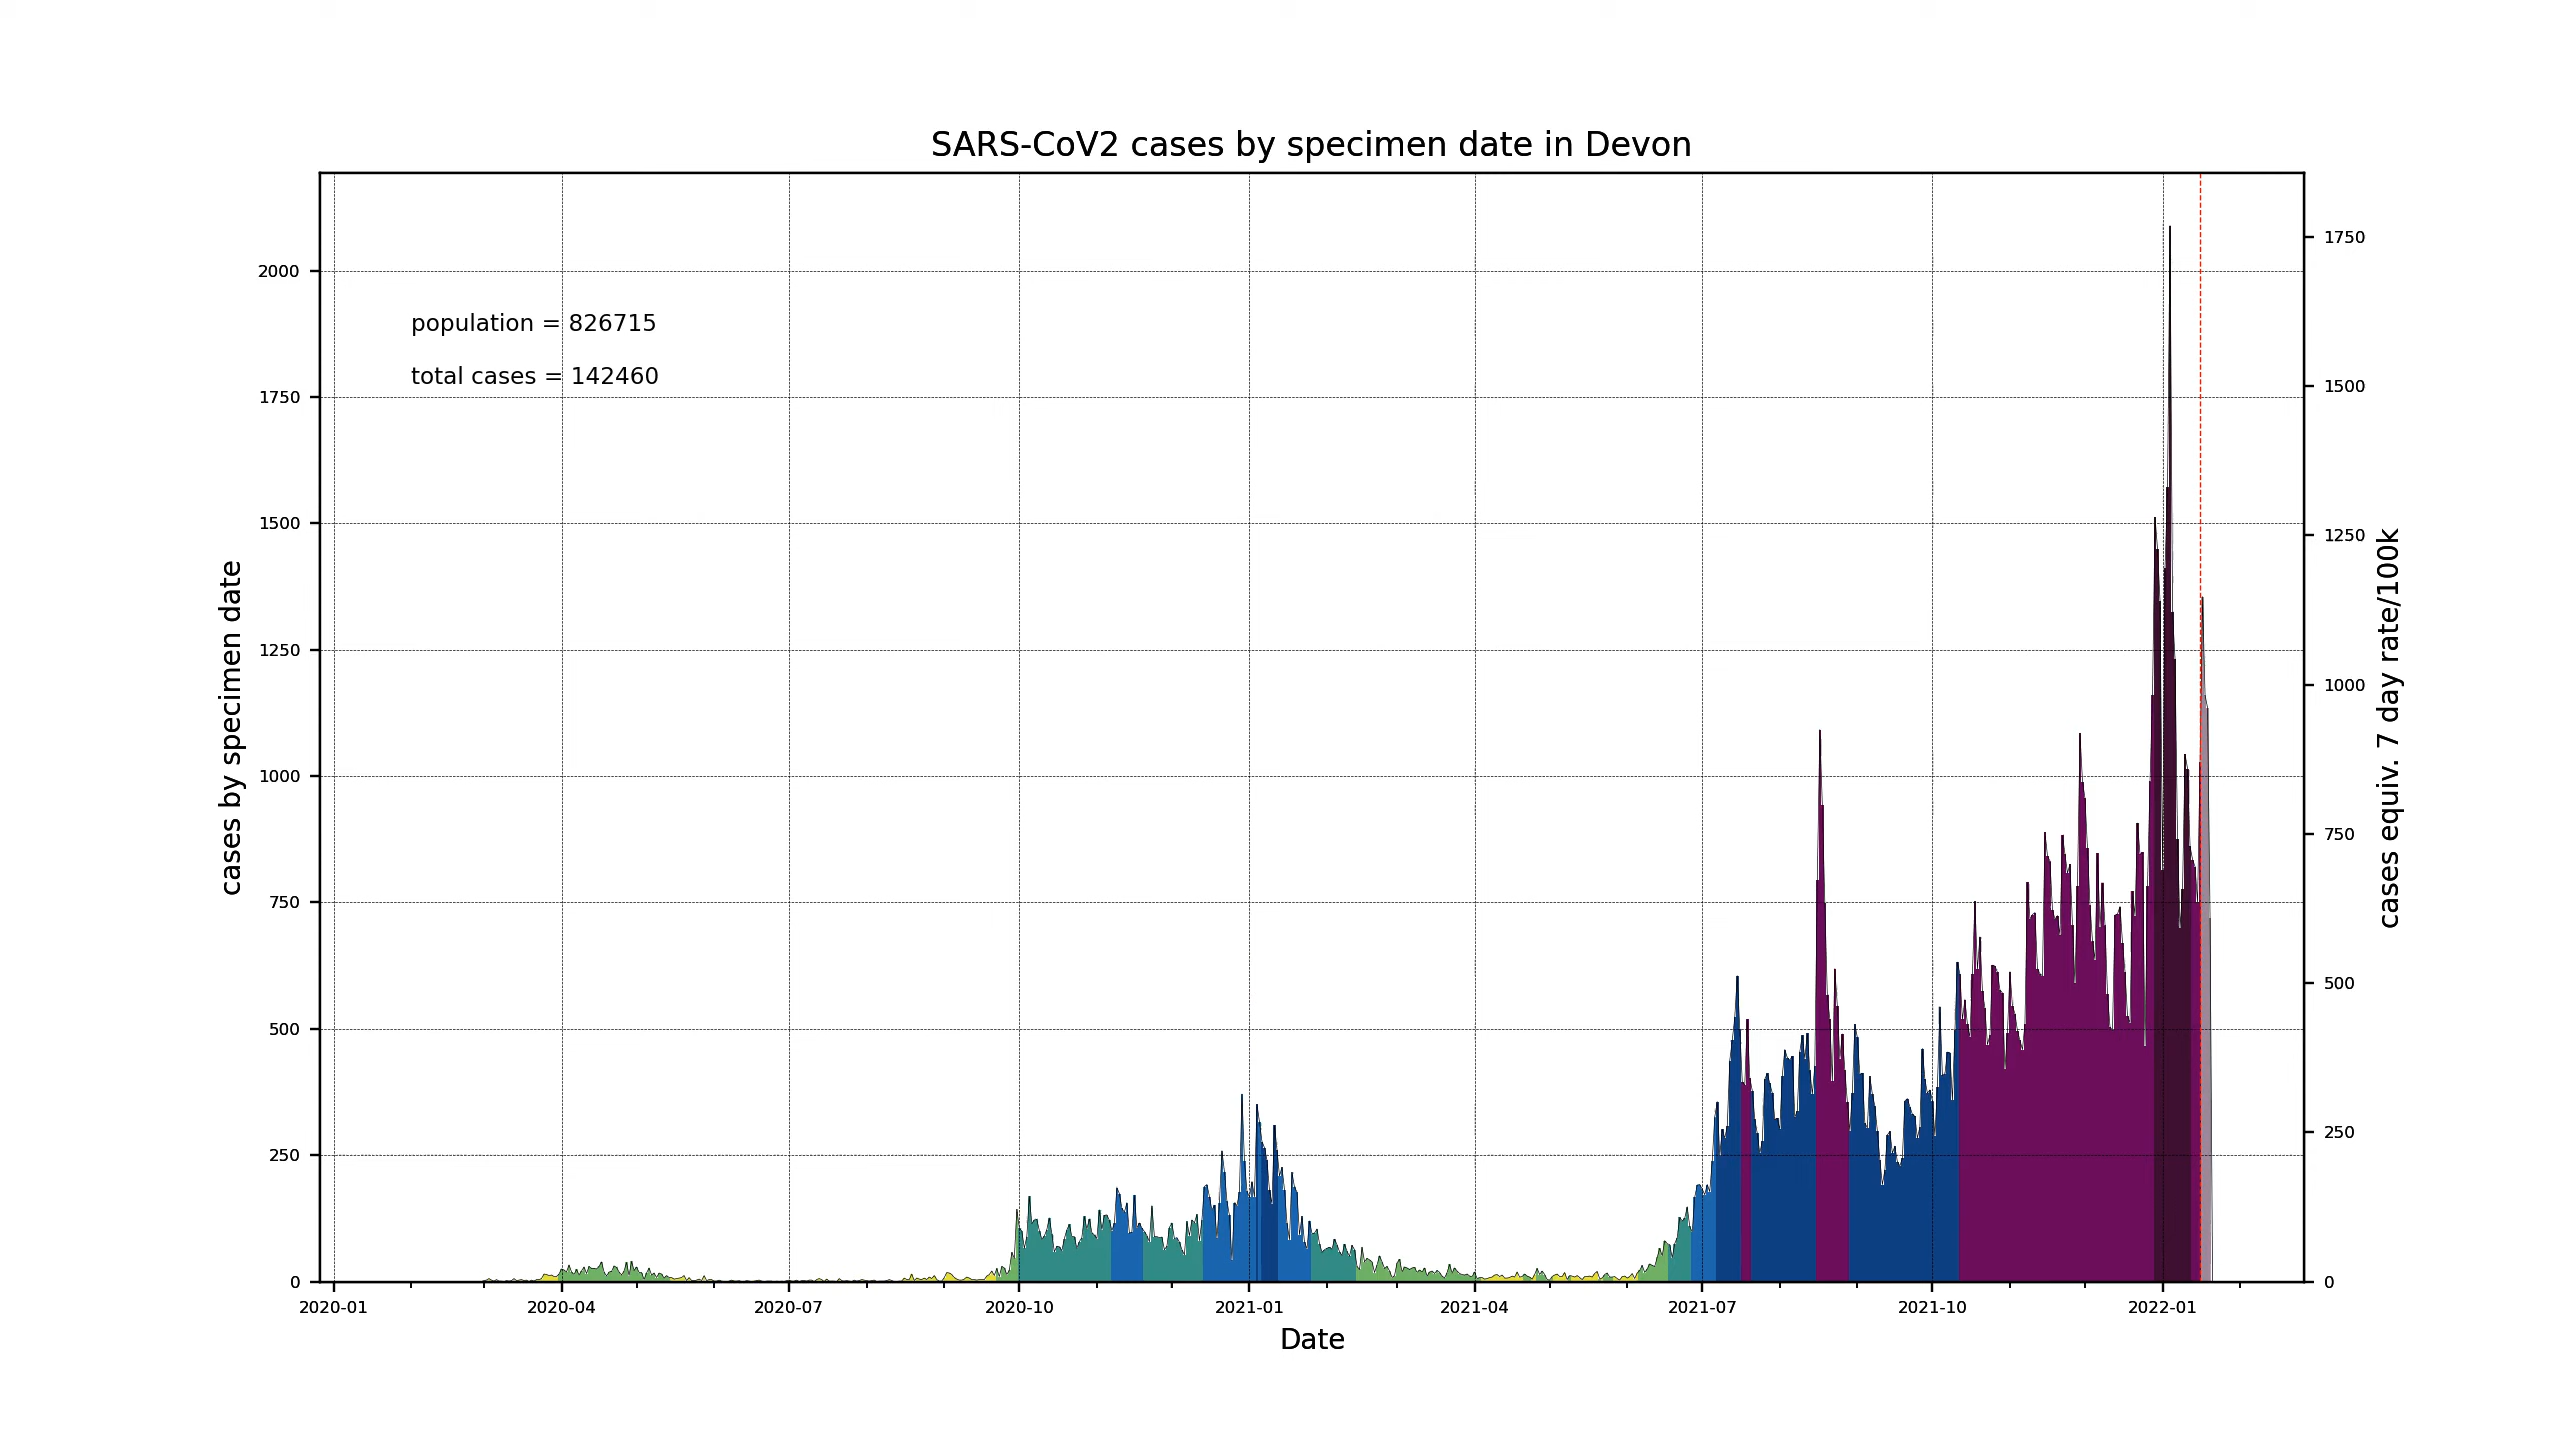 SARS-CoV2 cases by specimen date in Devon
population = 826715
total cases = 142460
cases by specimen date
2000
1750
1500
1250
1000
750
500
250
0
1750
1500
1250
1000
750
500
250
0
cases equiv. 7 day rate/100k
2020-01 2020-04 2020-07 2020-10 2021-01 2021-04 2021-07 2021-10 2022-01
Date